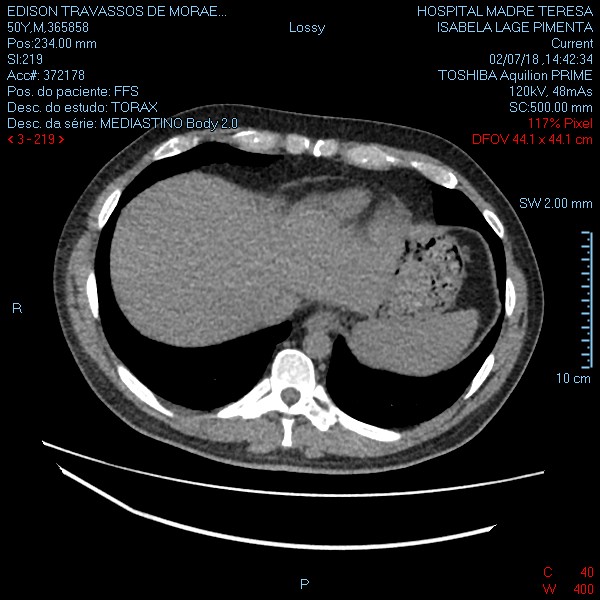 EDISON TRAVASSOS DE MORAE...
50Y,M,365858
Pos:234.00 mm
SI:219
Acc#: 372178
Pos. do paciente: FFS
Desc. do estudo: TORAX
Desc. da série: MEDIASTINO Body 2.0
< 3 - 219 >
Lossy
HOSPITAL MADRE TERESA
ISABELA LAGE PIMENTA
Current
02/07/18 ,14:42:34
TOSHIBA Aquilion PRIME
120kV, 48mAs
SC:500.00 mm
117% Pixel
DFOV 44.1 x 44.1 cm
SW 2.00 mm
R
10 cm
P
C 40
W 400